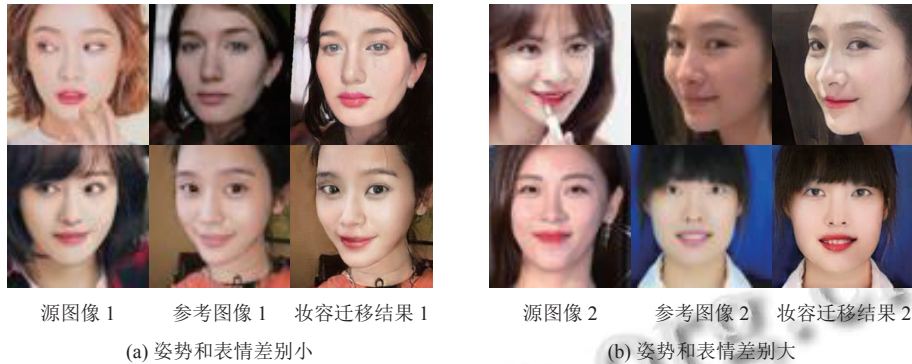 源图像 1 参考图像 1 妆容迁移结果 1 源图像 2 参考图像 2 妆容迁移结果 2
(a) 姿势和表情差别小 (b) 姿势和表情差别大